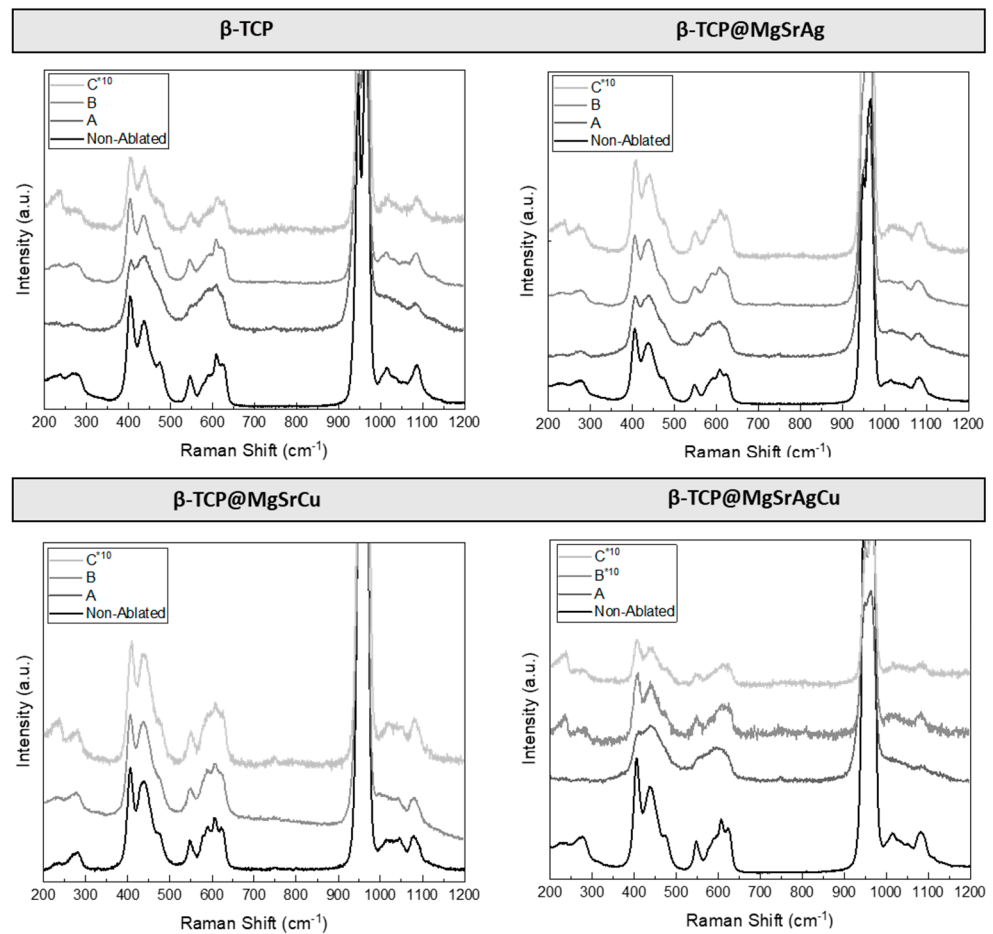 β-TCP
β-TCP@MgSrAg
C*10
B
A
Non-Ablated
Intensity (a.u.)
200 300 400 500 600 700 800 900 1000 1100 1200
Raman Shift (cm-1)
C*10
B
A
Non-Ablated
Intensity (a.u.)
200 300 400 500 600 700 800 900 1000 1100 1200
Raman Shift (cm-1)
β-TCP@MgSrCu
β-TCP@MgSrAgCu
C*10
B
A
Non-Ablated
Intensity (a.u.)
200 300 400 500 600 700 800 900 1000 1100 1200
Raman Shift (cm-1)
C*10
B*10
A
Non-Ablated
Intensity (a.u.)
200 300 400 500 600 700 800 900 1000 1100 1200
Raman Shift (cm-1)